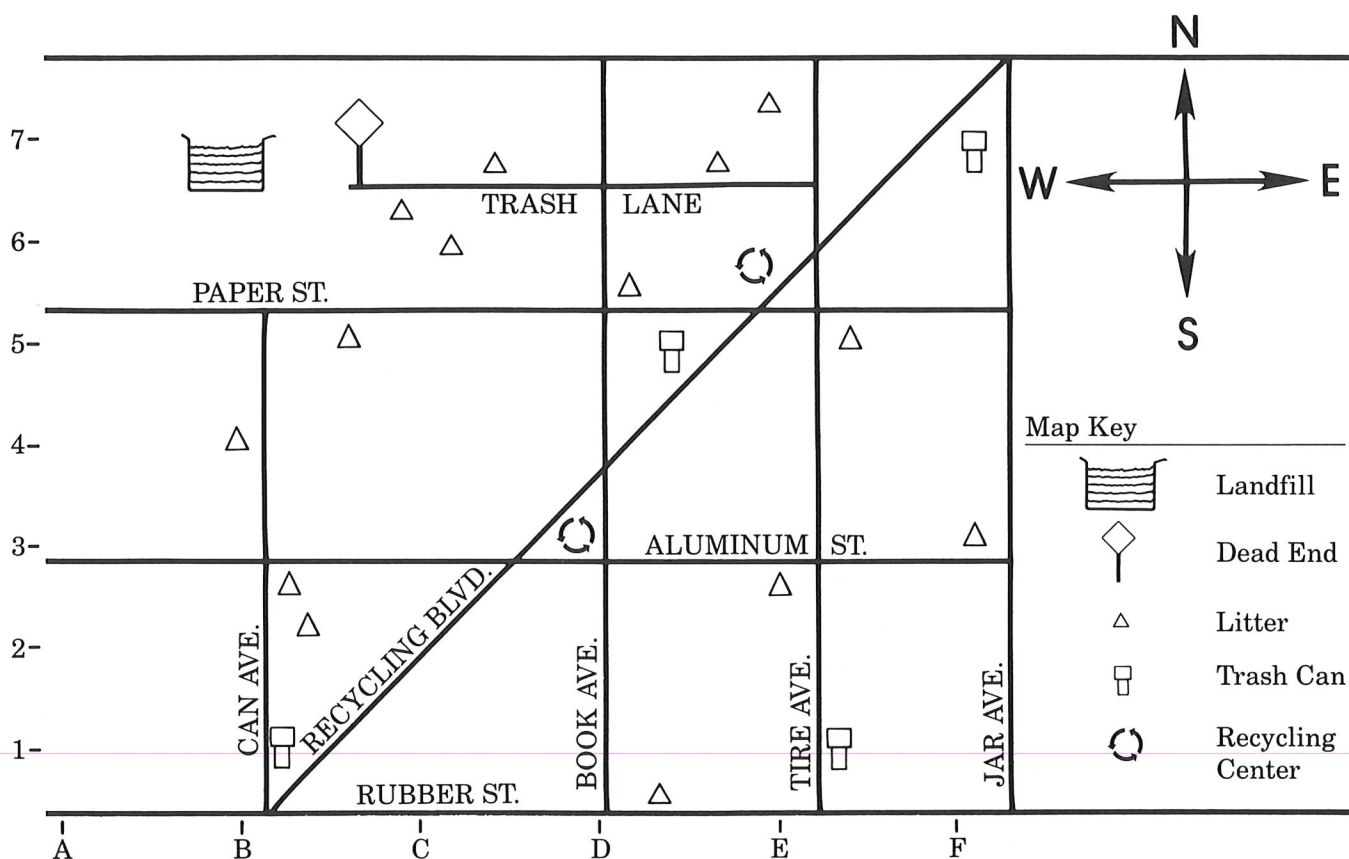 N
7
W
E
TRASH LANE
6
PAPER ST.
S
5
Map Key
4
Landfill
3
ALUMINUM ST.
Dead End
Litter
2
CAN AVE.
RECYCLING BLVD.
BOOK AVE.
TIRE AVE.
JAR AVE.
Trash Can
1
Recycling
Center
RUBBER ST.
A B C D E F